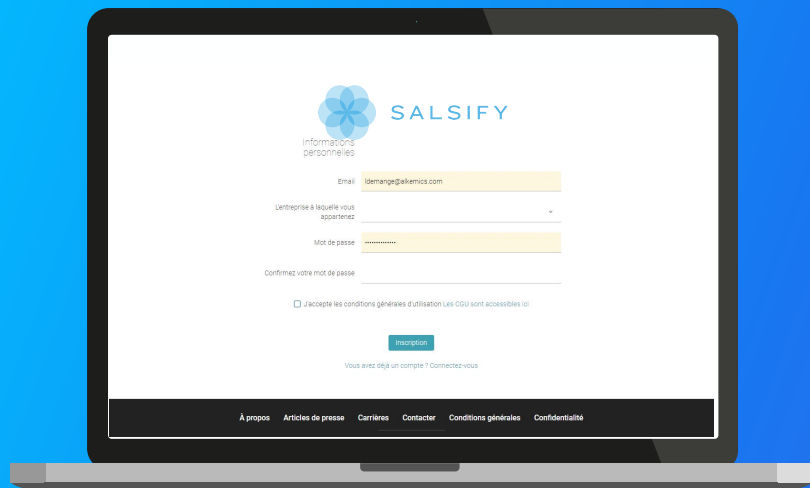 SALSIFY
Informations
personnelles
Email
ldemange@alkemics.com
L'entreprise à laquelle vous
appartenez
Mot de passe
••••••••••••••
Confirmez votre mot de passe
J'accepte les conditions générales d'utilisation Les CGU sont accessibles ici
Inscription
Vous avez déjà un compte ? Connectez-vous
À propos Articles de presse Carrières Contacter Conditions générales Confidentialité